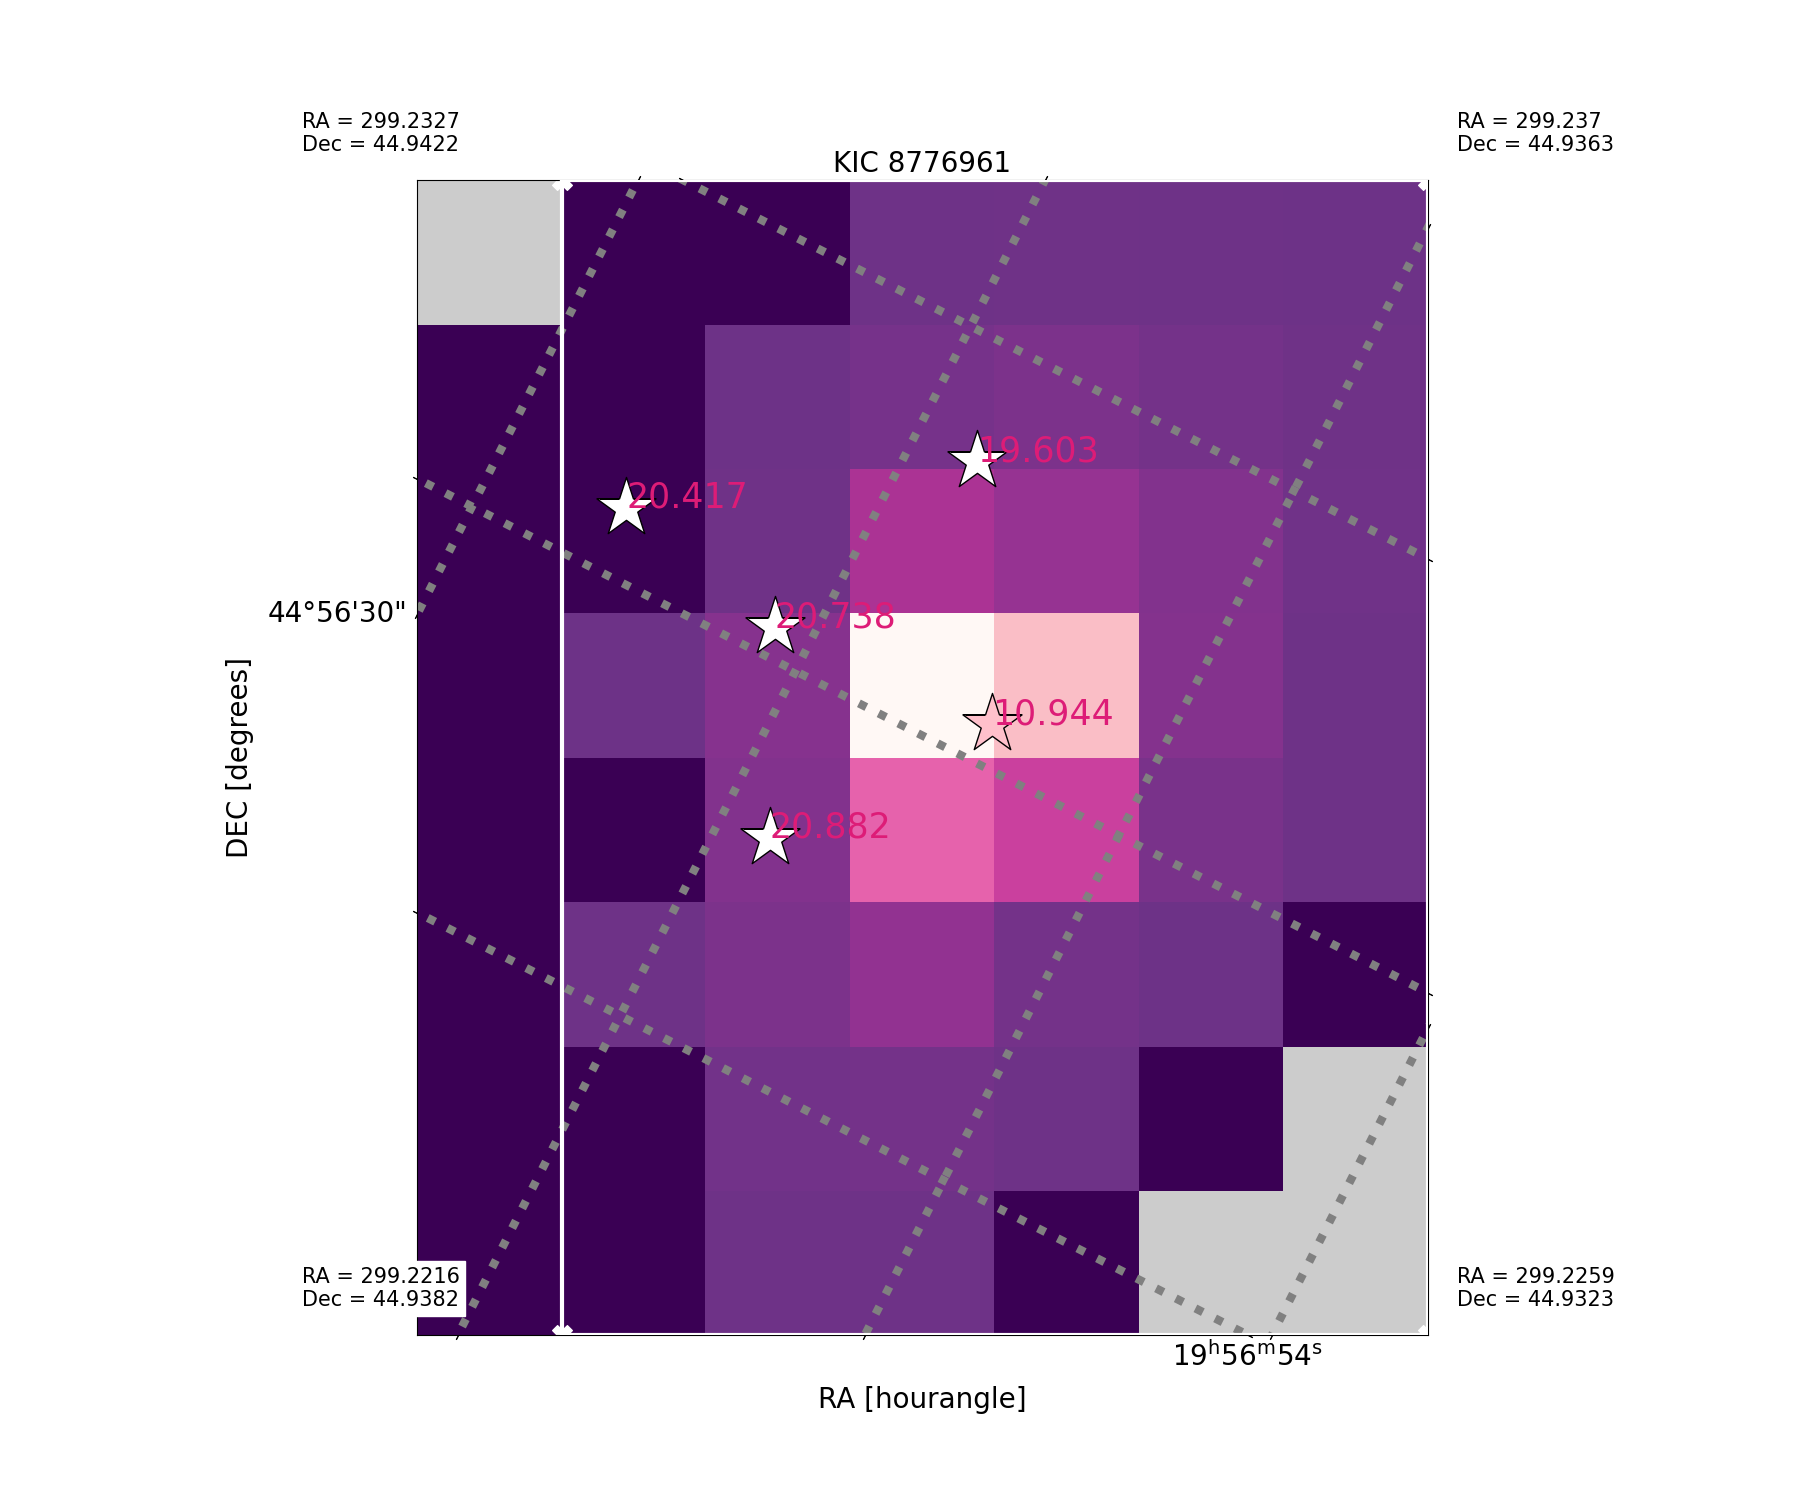 RA = 299.2327
Dec = 44.9422
RA = 299.237
Dec = 44.9363
KIC 8776961
19.603
20.417
44°56'30"
20.738
10.944
DEC [degrees]
20.882
RA = 299.2216
Dec = 44.9382
RA = 299.2259
Dec = 44.9323
19ʰ56ᵐ54ˢ
RA [hourangle]